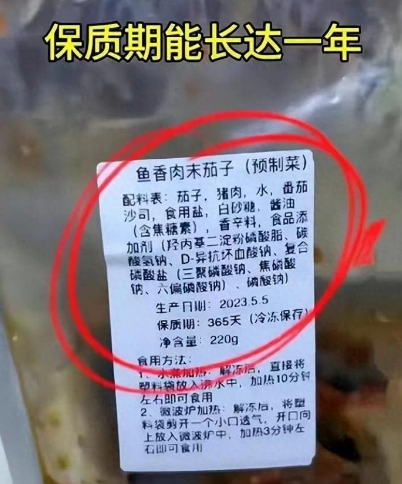 保质期能长达一年
鱼香肉末茄子（预制菜）
配料表：茄子，猪肉，水，番茄
沙司，食用盐，白砂糖，酱油
（含焦糖素），香辛料，食品添
加剂（羟丙基二淀粉磷酸脂、碳
酸氢钠、D-异抗坏血酸钠、复合
磷酸盐（三聚磷酸钠、焦磷酸
钠、六偏磷酸钠）、磷酸钠）
生产日期：2023.5.5
保质期：365天（冷冻保存）
净含量：220g
食用方法：
1、水煮加热：解冻后，直接将
塑料袋放入沸水中，加热10分钟
左右即可食用
2、微波炉加热：解冻后，将塑
料袋剪开一个小口透气，开口向
上放入微波炉中，加热3分钟左
右即可食用